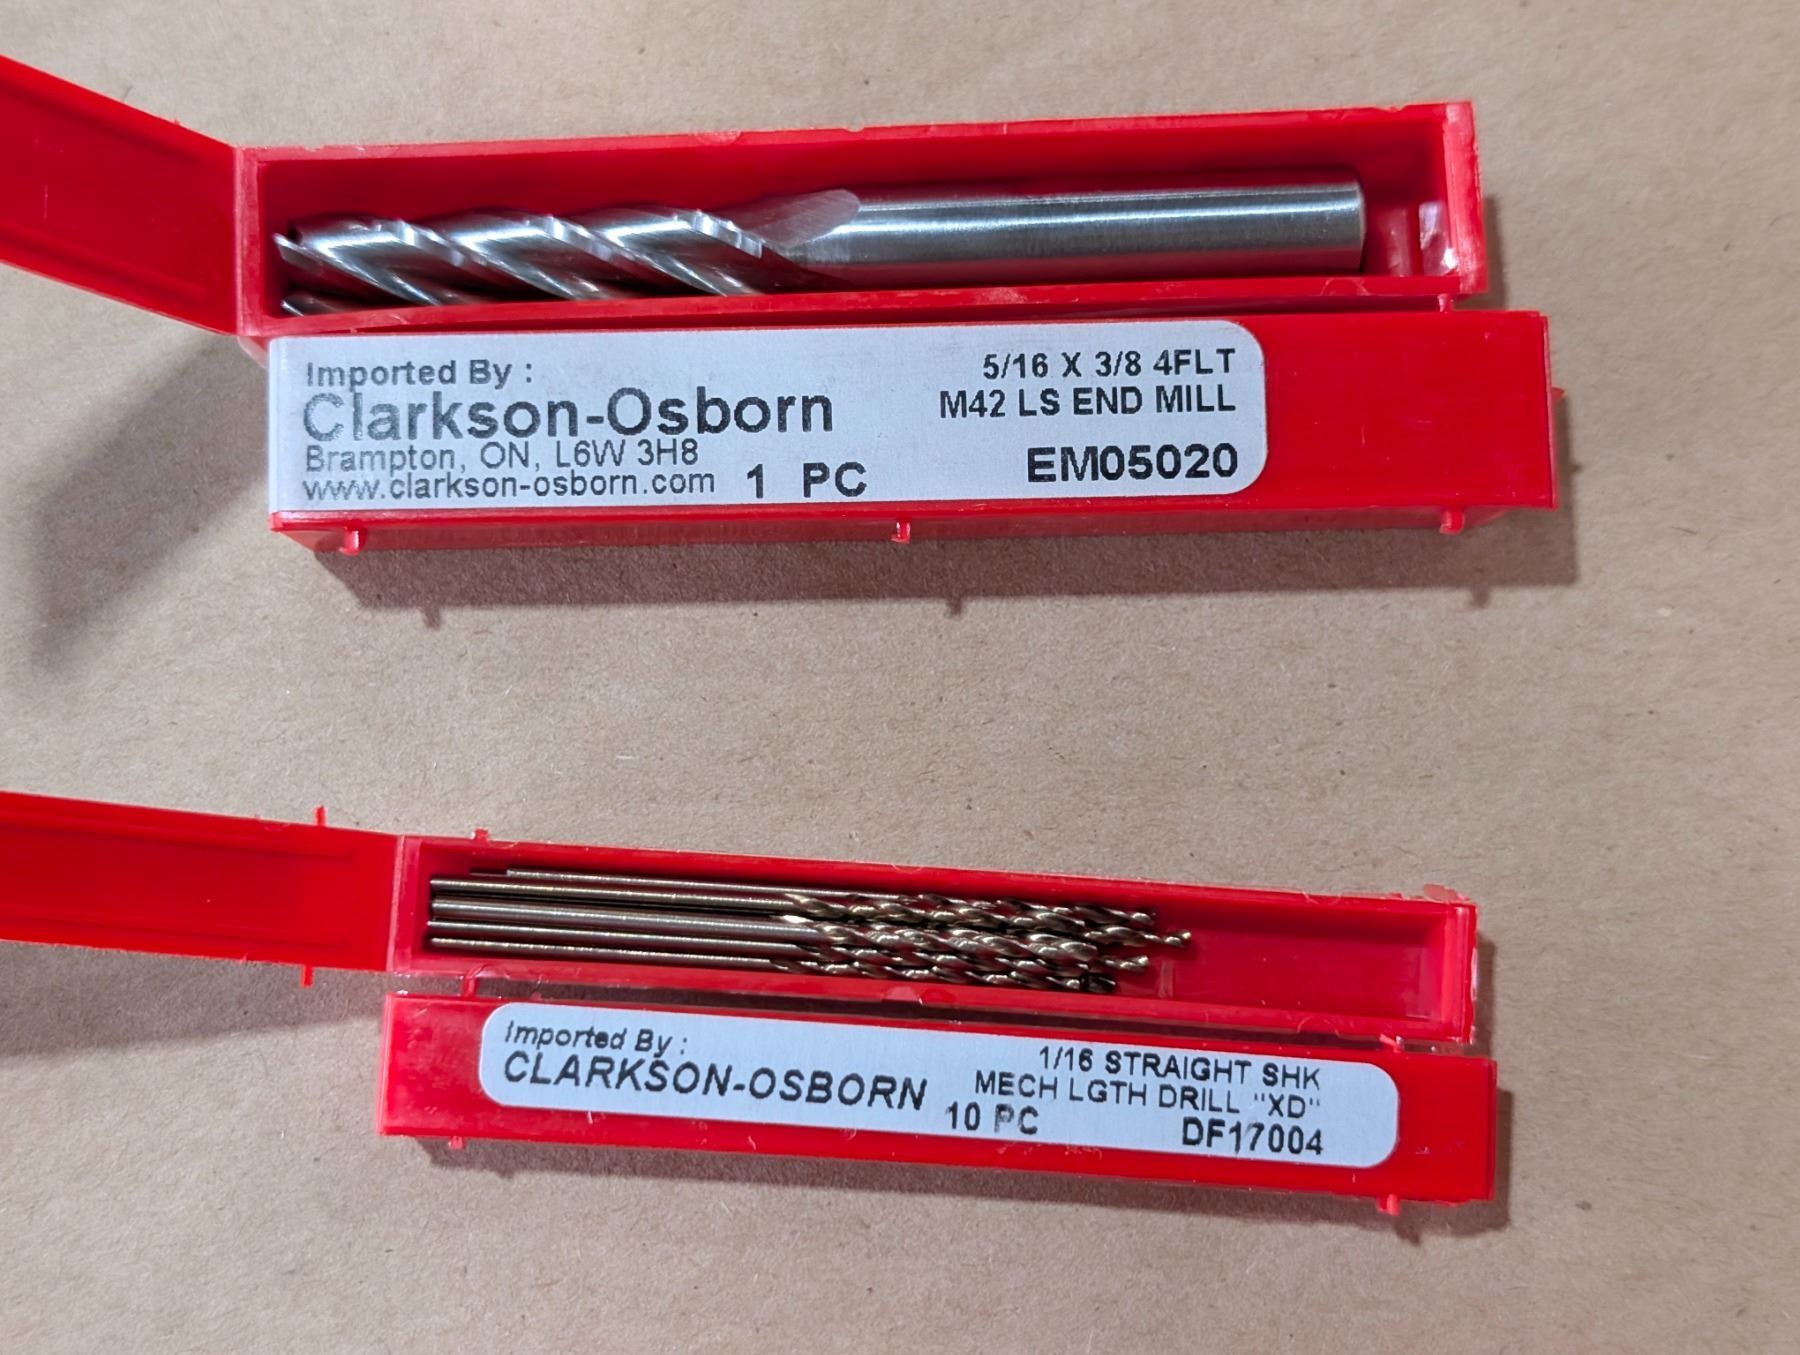 Imported By :
Clarkson-Osborn
Brampton, ON, L6W 3H8
www.clarkson-osborn.com 1 PC
5/16 X 3/8 4FLT
M42 LS END MILL
EM05020
Imported By :
CLARKSON-OSBORN
10 PC
1/16 STRAIGHT SHK
MECH LGTH DRILL "XD"
DF17004